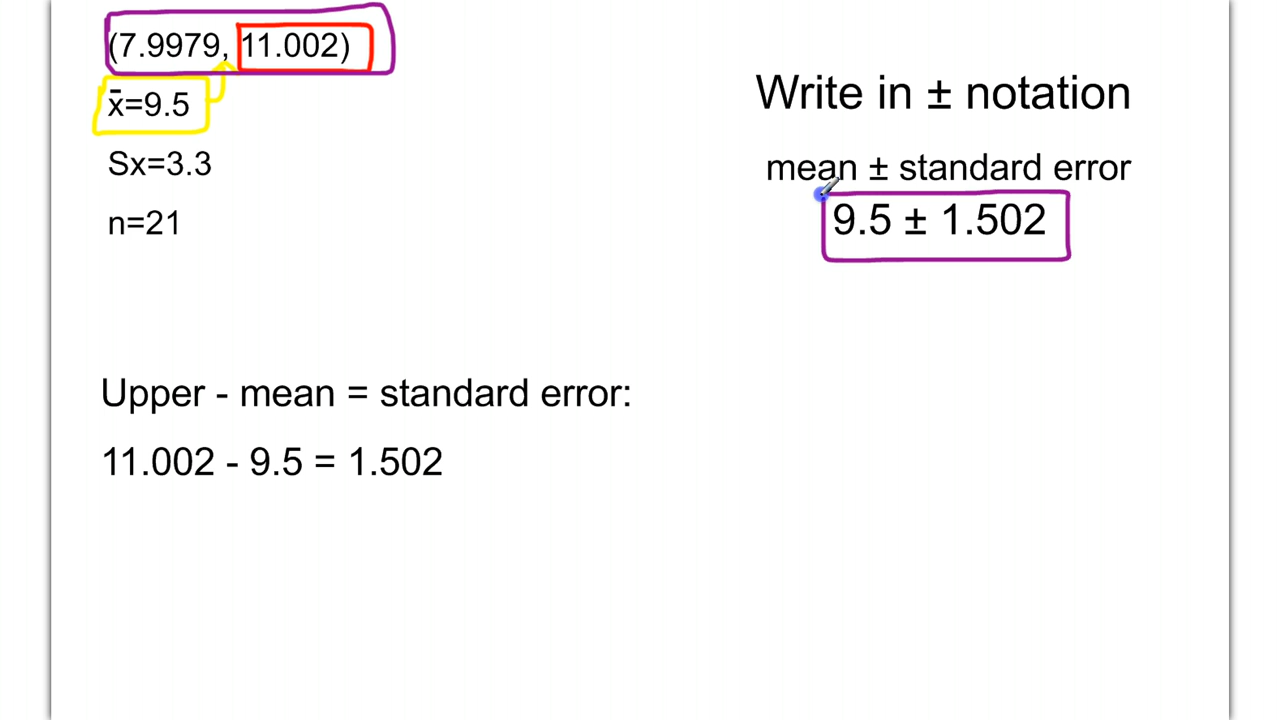 (7.9979, 11.002)
x̄=9.5
Sx=3.3
n=21
Write in ± notation
mean ± standard error
9.5 ± 1.502
Upper - mean = standard error:
11.002 - 9.5 = 1.502